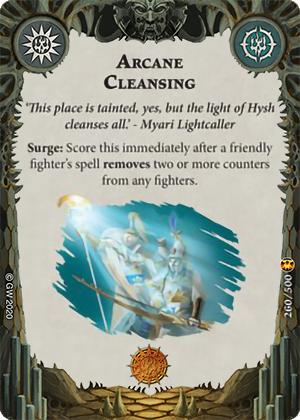 ARCANE
CLEANSING
'This place is tainted, yes, but the light of Hysh
cleanses all.' - Myari Lightcaller
Surge: Score this immediately after a friendly
fighter's spell removes two or more counters
from any fighters.
© GW 2020
260/500